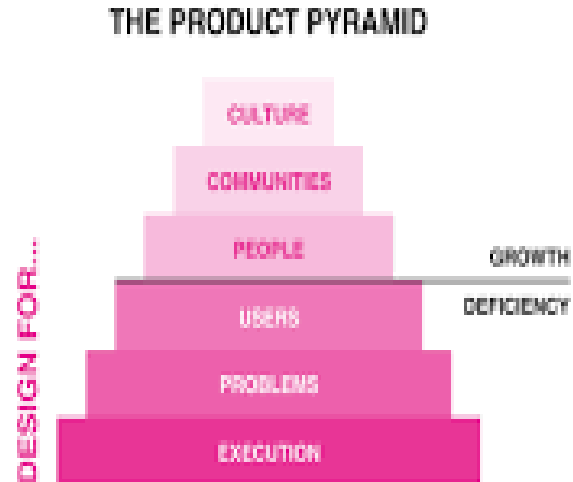 THE PRODUCT PYRAMID
CULTURE
COMMUNITIES
PEOPLE
GROWTH
DEFICIENCY
USERS
PROBLEMS
EXECUTION
DESIGN FOR....